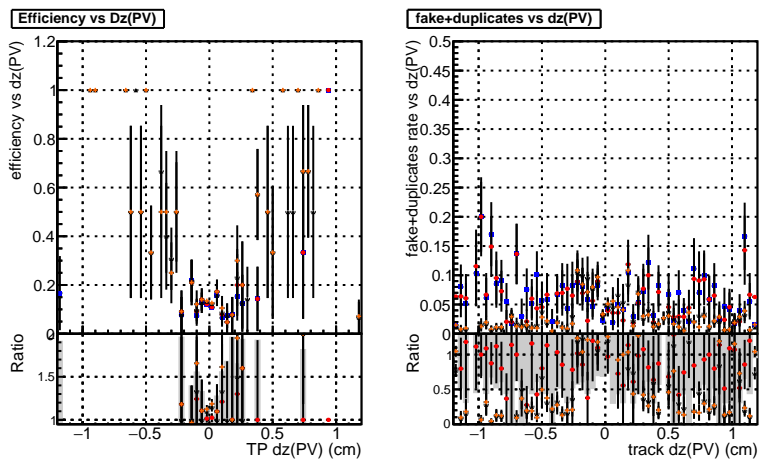 Efficiency vs Dz(PV)
efficiency vs dz(PV)
1.2
1
0.8
0.6
0.4
0.2
0
Ratio
2
1.5
1
−1 −0.5 0 0.5 1
TP dz(PV) (cm)
fake+duplicates vs dz(PV)
fake+duplicates rate vs dz(PV)
0.5
0.45
0.4
0.35
0.3
0.25
0.2
0.15
0.1
0.05
0
Ratio
1
0.5
0
−1 −0.5 0 0.5 1
track dz(PV) (cm)